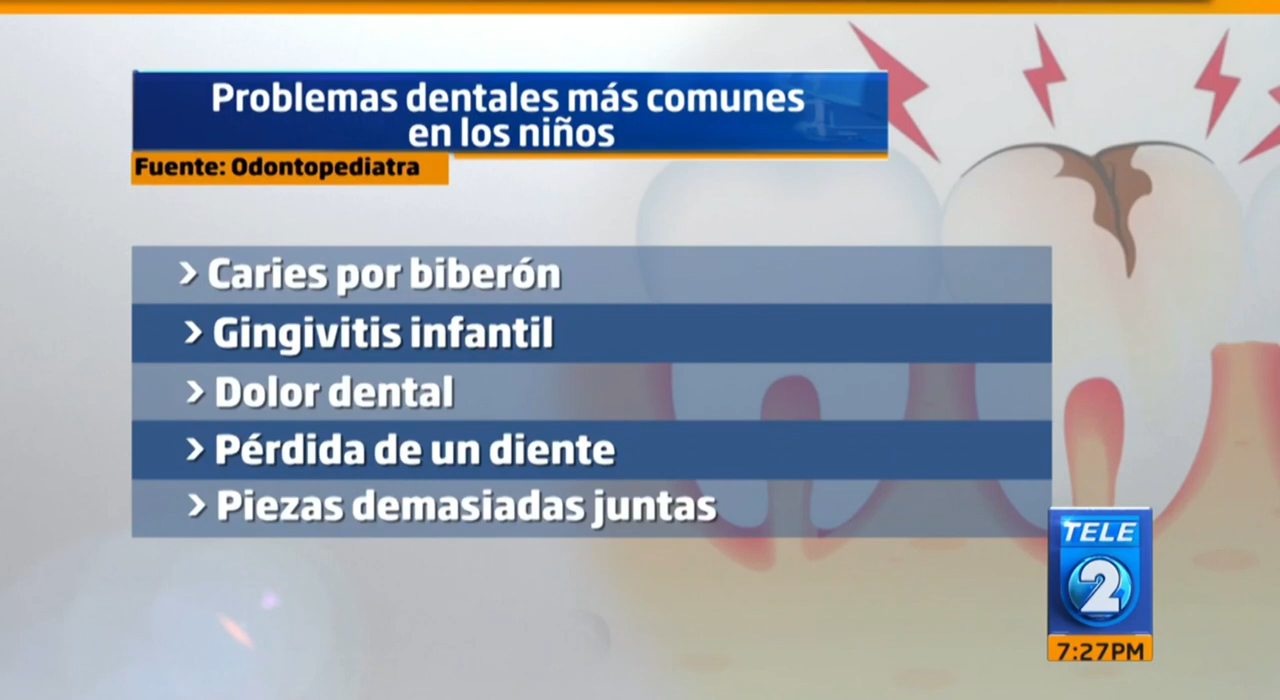 Problemas dentales más comunes
en los niños
Fuente: Odontopediatra
> Caries por biberón
> Gingivitis infantil
> Dolor dental
> Pérdida de un diente
> Piezas demasiadas juntas
TELE
2
7:27PM